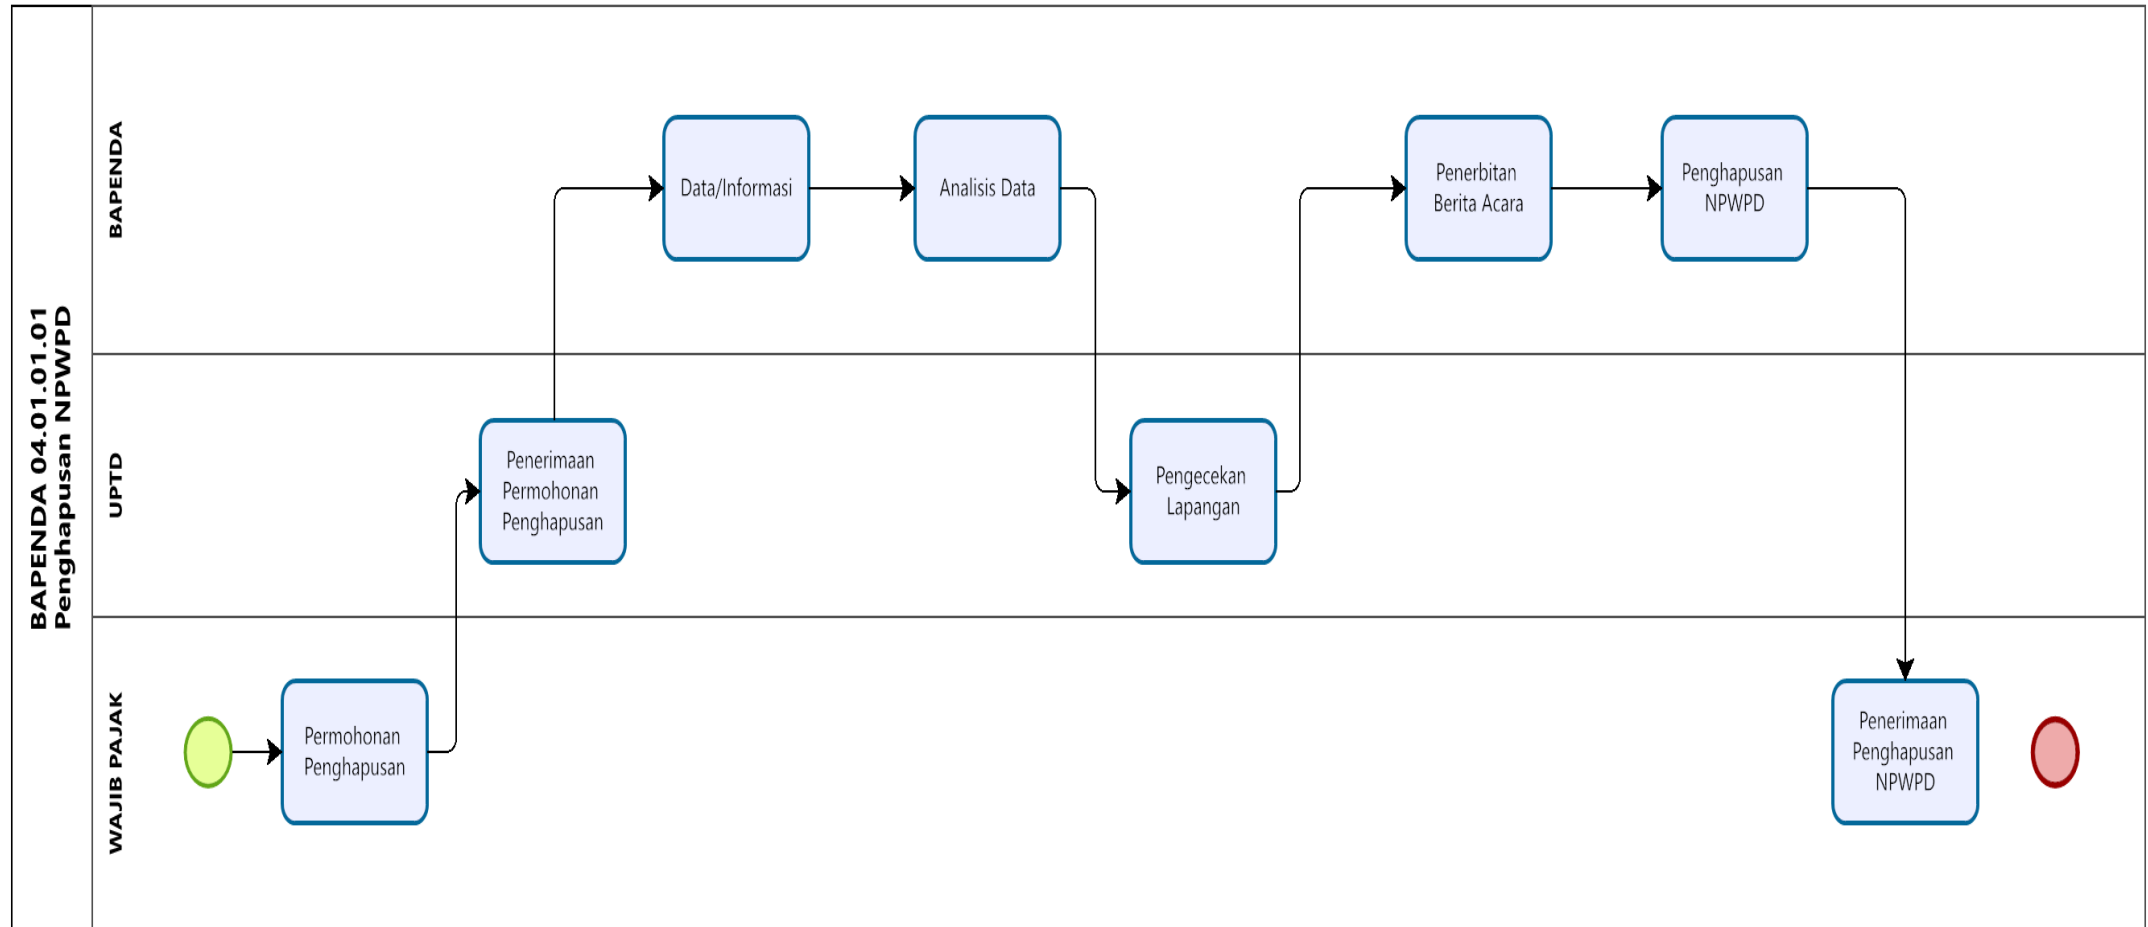 BAPENDA 04.01.01.01.01
Penghapusan NPWPD
BAPENDA
Data/Informasi
Analisis Data
Penerbitan
Berita Acara
Penghapusan
NPWPD
UPTD
Penerimaan
Permohonan
Penghapusan
Pengecekan
Lapangan
WAJIB PAJAK
Permohonan
Penghapusan
Penerimaan
Penghapusan
NPWPD